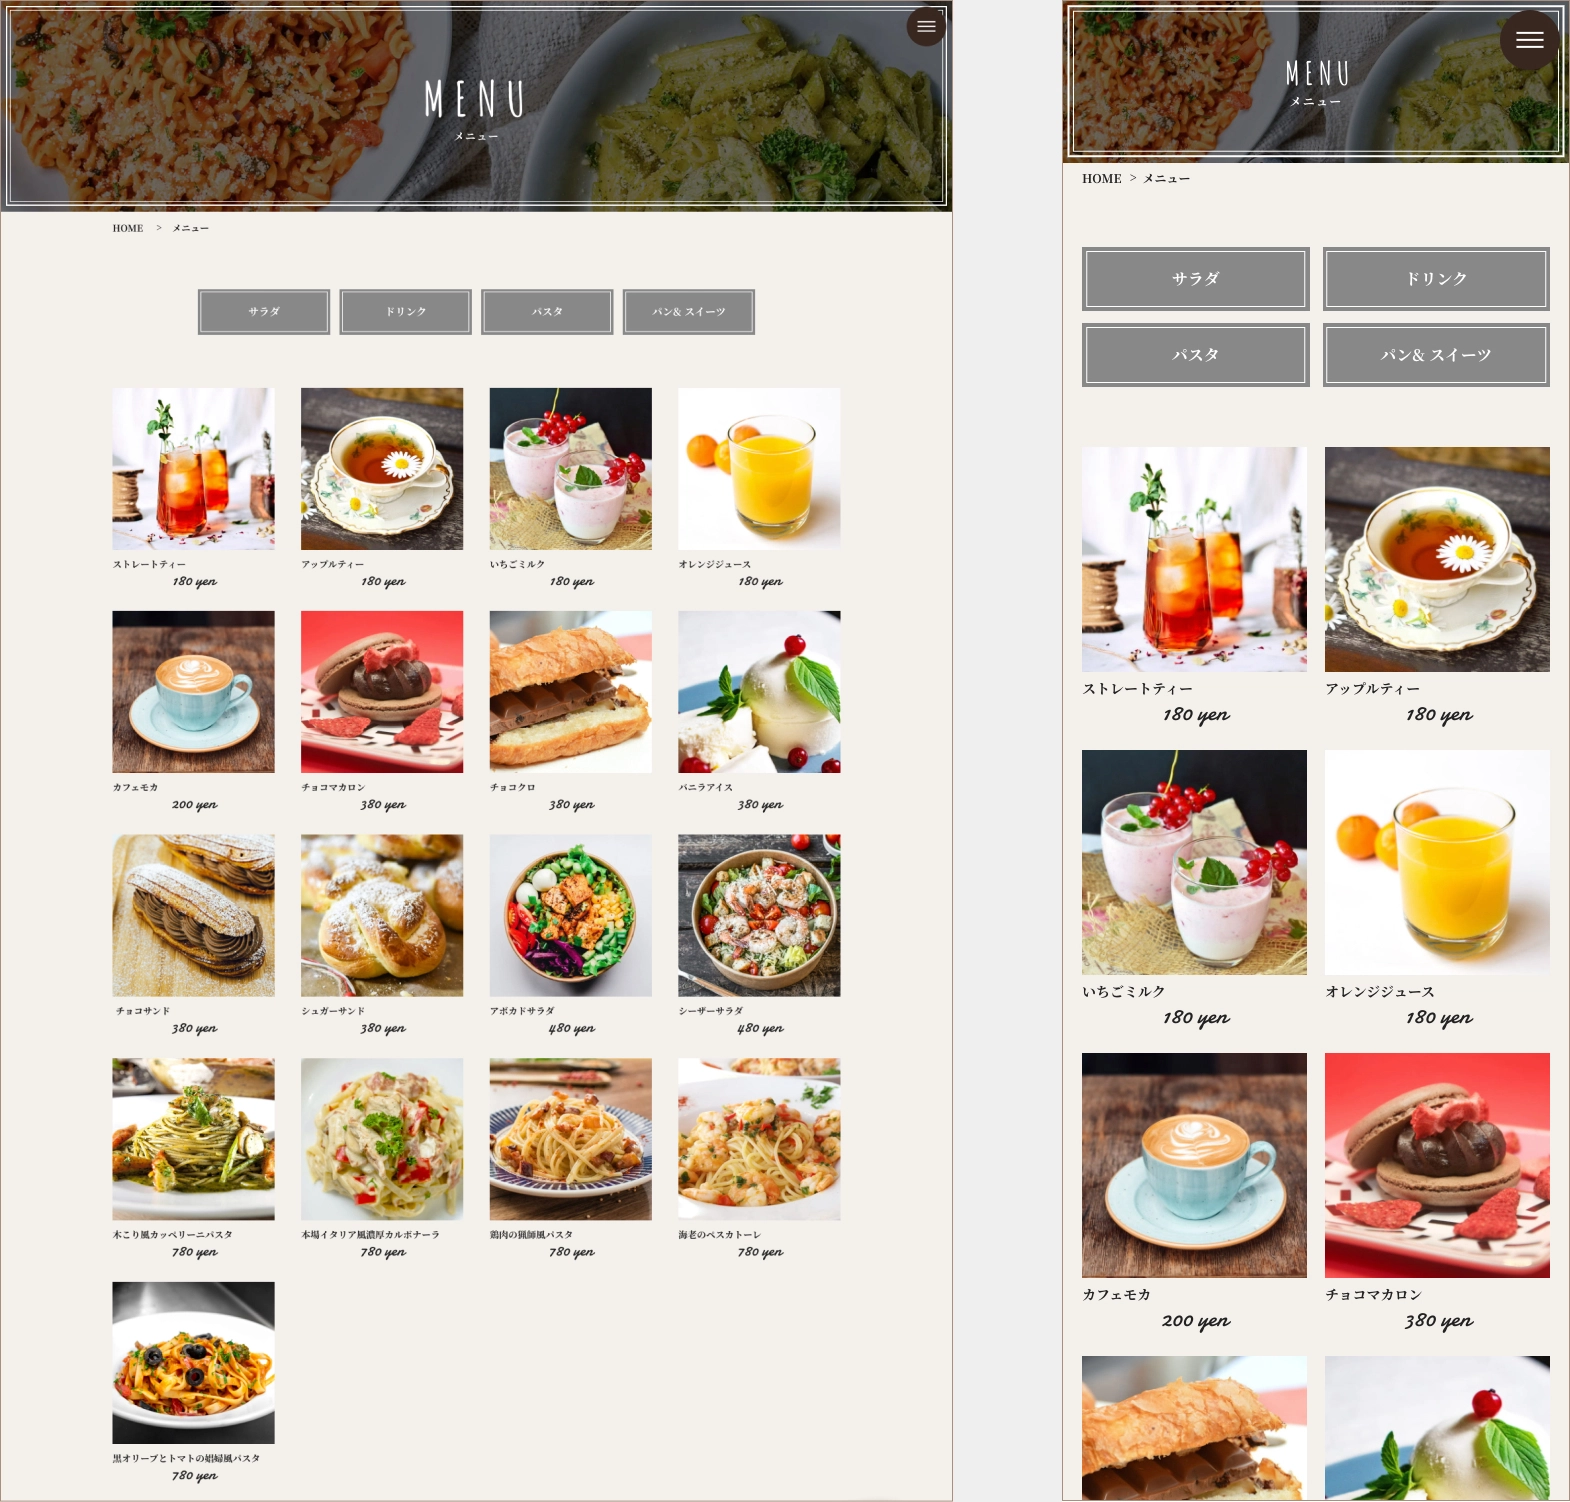 MENU
メニュー
HOME > メニュー
サラダ
ドリンク
パスタ
パン& スイーツ
ストレートティー
180 yen
アップルティー
180 yen
いちごミルク
180 yen
オレンジジュース
180 yen
カフェモカ
200 yen
チョコマカロン
380 yen
チョコクロ
380 yen
バニラアイス
380 yen
チョコサンド
380 yen
シュガーサンド
380 yen
アボカドサラダ
480 yen
シーザーサラダ
480 yen
木こり風カッペリーニパスタ
780 yen
本場イタリア風濃厚カルボナーラ
780 yen
鶏肉の猟師風パスタ
780 yen
海老のペスカトーレ
780 yen
黒オリーブとトマトの娼婦風パスタ
780 yen
MENU
メニュー
HOME > メニュー
サラダ
ドリンク
パスタ
パン& スイーツ
ストレートティー
180 yen
アップルティー
180 yen
いちごミルク
180 yen
オレンジジュース
180 yen
カフェモカ
200 yen
チョコマカロン
380 yen